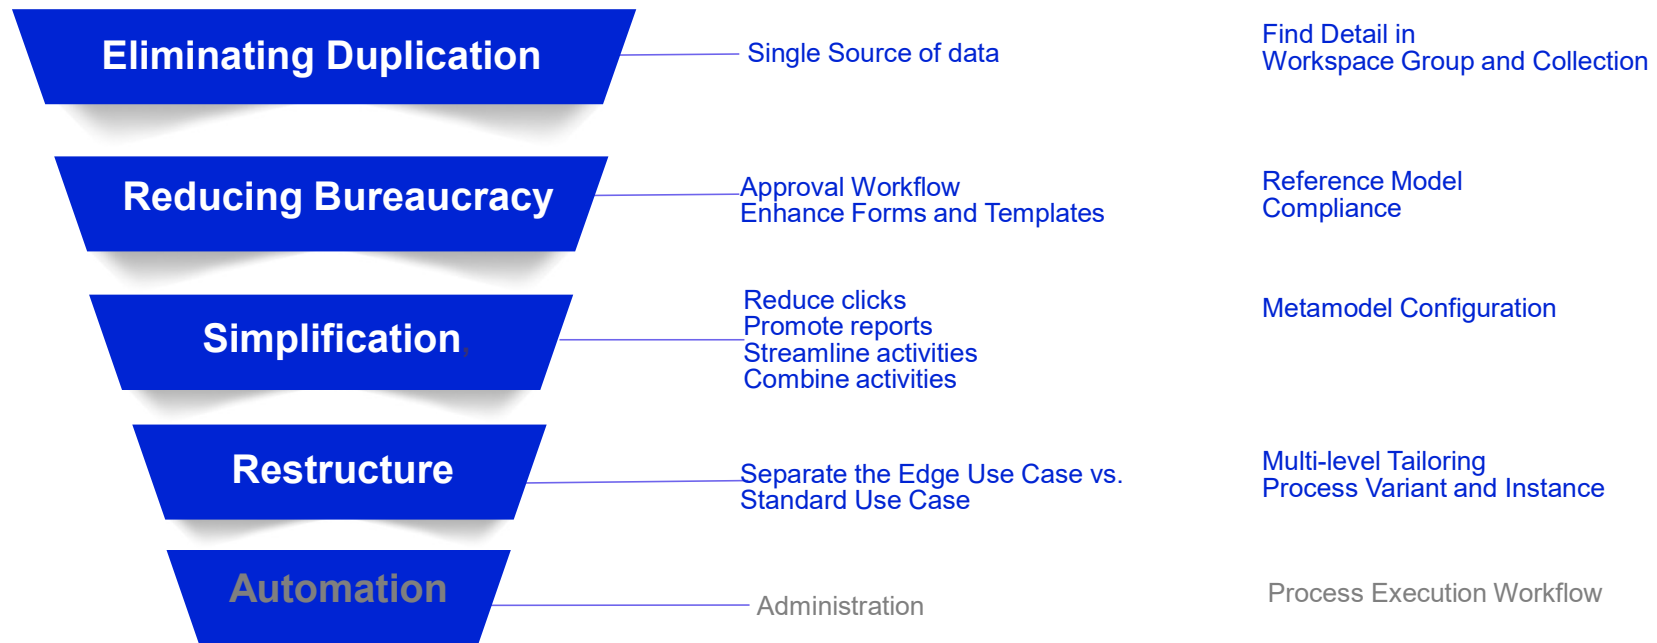 Eliminating Duplication
Single Source of data
Find Detail in
Workspace Group and Collection
Reducing Bureaucracy
Approval Workflow
Enhance Forms and Templates
Reference Model
Compliance
Simplification,
Reduce clicks
Promote reports
Streamline activities
Combine activities
Metamodel Configuration
Restructure
Separate the Edge Use Case vs.
Standard Use Case
Multi-level Tailoring
Process Variant and Instance
Automation
Administration
Process Execution Workflow